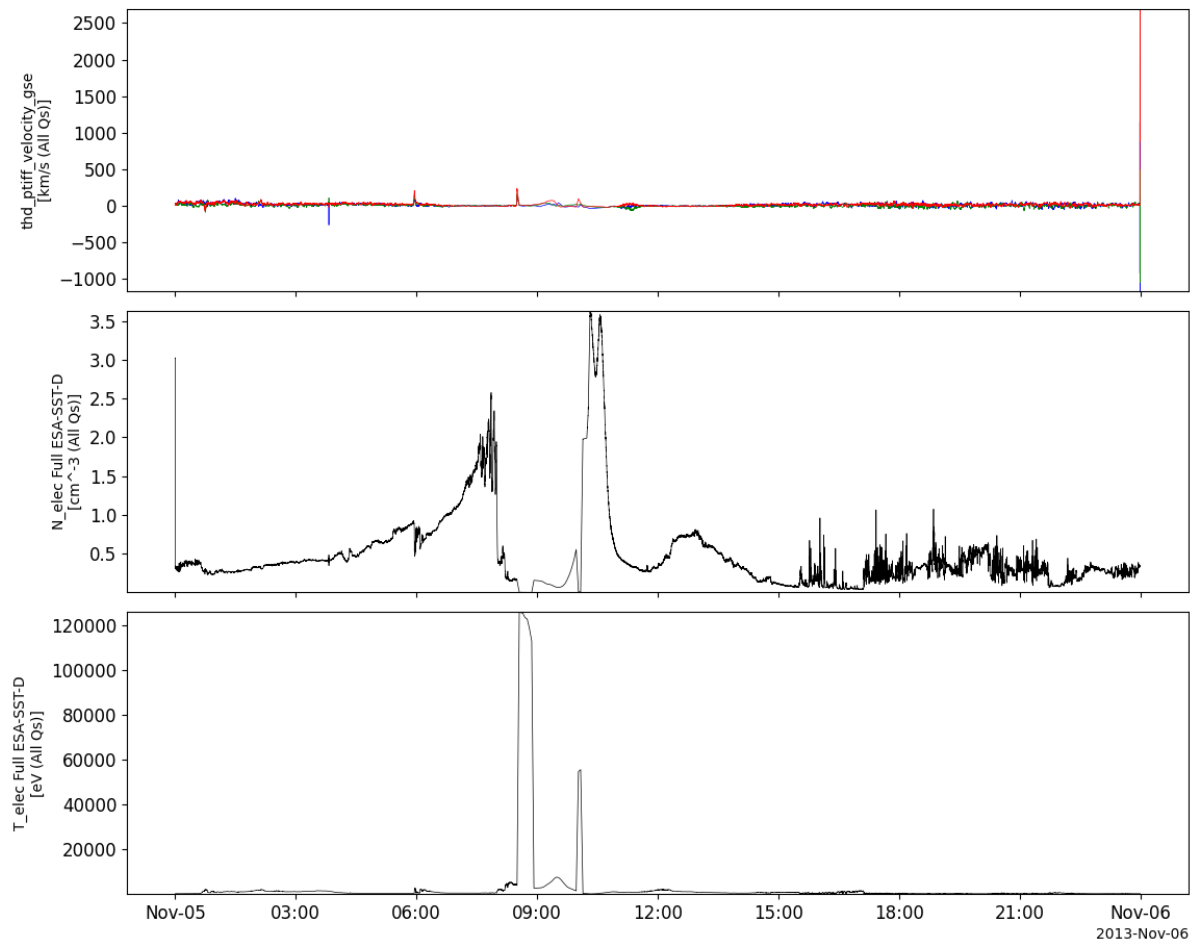 thd_ptiff_velocity_gse
[km/s (All Qs)]
2500
2000
1500
1000
500
0
−500
−1000
N_elec Full ESA-SST-D
[cm^-3 (All Qs)]
3.5
3.0
2.5
2.0
1.5
1.0
0.5
T_elec Full ESA-SST-D
[eV (All Qs)]
120000
100000
80000
60000
40000
20000
Nov-05 03:00 06:00 09:00 12:00 15:00 18:00 21:00 Nov-06
2013-Nov-06